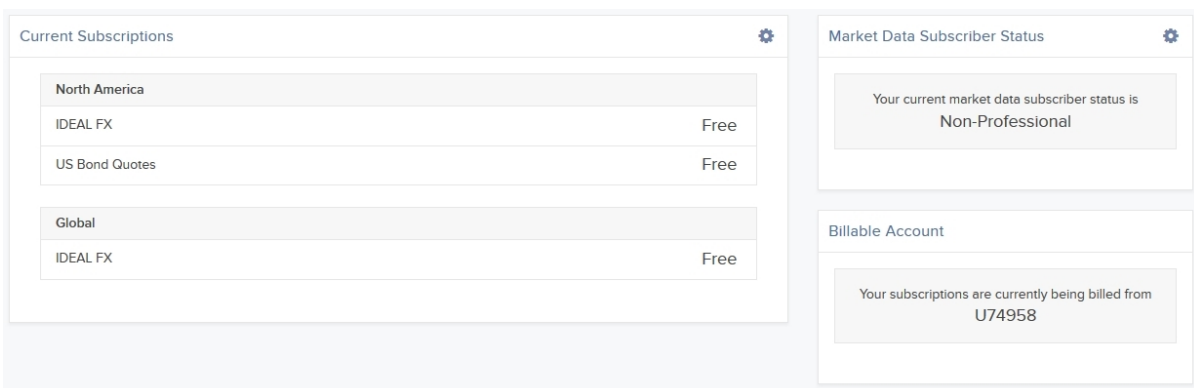 Current Subscriptions
North America
IDEAL FX Free
US Bond Quotes Free
Global
IDEAL FX Free
Market Data Subscriber Status
Your current market data subscriber status is
Non-Professional
Billable Account
Your subscriptions are currently being billed from
U74958